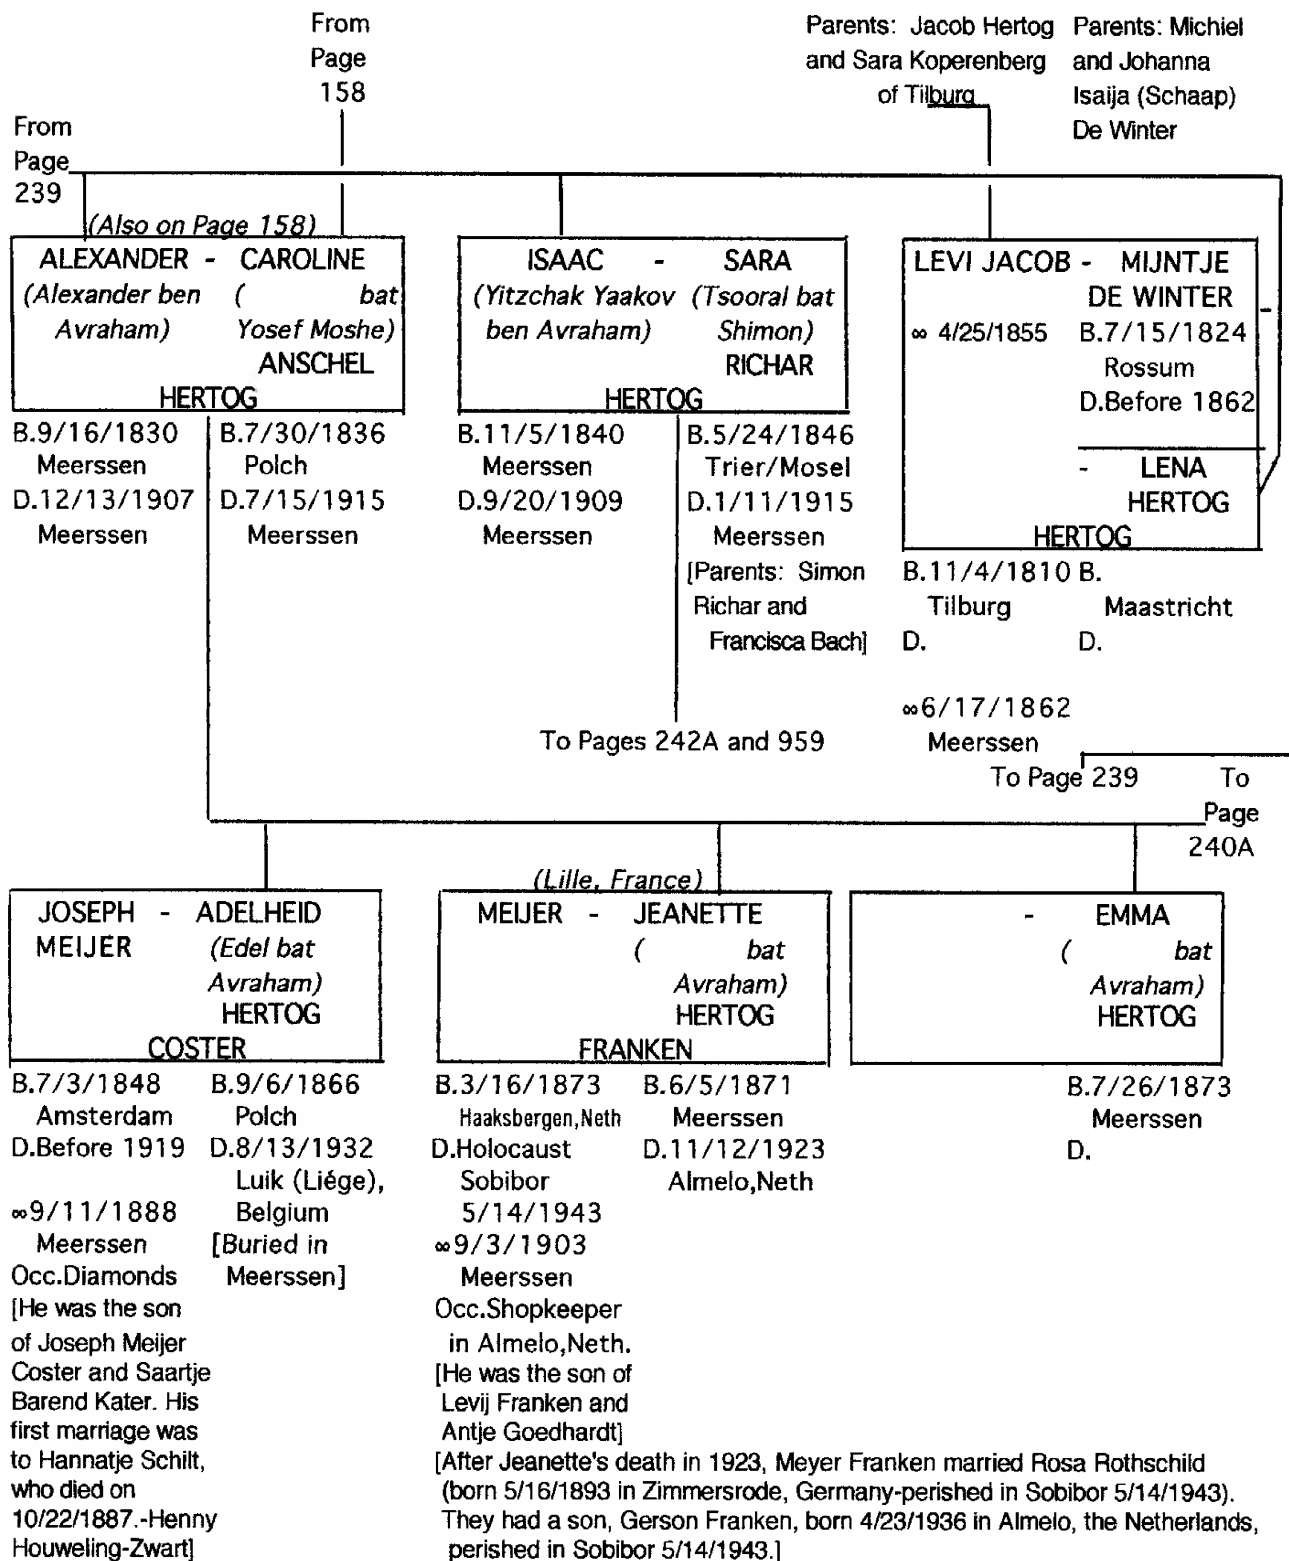 From
Page
158
Parents: Jacob Hertog
and Sara Koperenberg
of Tilburg
Parents: Michiel
and Johanna
Isaija (Schaap)
De Winter
From
Page
239
(Also on Page 158)
ALEXANDER - CAROLINE
(Alexander ben ( bat
Avraham) Yosef Moshe)
ANSCHEL
HERTOG
B.9/16/1830 B.7/30/1836
Meerssen Polch
D.12/13/1907 D.7/15/1915
Meerssen Meerssen
ISAAC - SARA
(Yitzchak Yaakov (Tsooral bat
ben Avraham) Shimon)
RICHAR
HERTOG
B.11/5/1840 B.5/24/1846
Meerssen Trier/Mosel
D.9/20/1909 D.1/11/1915
Meerssen Meerssen
[Parents: Simon
Richar and
Francisca Bach]
To Pages 242A and 959
LEVI JACOB - MIJNTJE
DE WINTER
∞ 4/25/1855 B.7/15/1824
Rossum
D.Before 1862
- LENA
HERTOG
HERTOG
B.11/4/1810 B.
Tilburg Maastricht
D. D.
∞6/17/1862
Meerssen
To Page 239
To
Page
240A
JOSEPH - ADELHEID
MEIJER (Edel bat
Avraham)
HERTOG
COSTER
B.7/3/1848 B.9/6/1866
Amsterdam Polch
D.Before 1919 D.8/13/1932
Luik (Liége),
∞9/11/1888 Belgium
Meerssen [Buried in
Occ.Diamonds Meerssen]
[He was the son
of Joseph Meijer
Coster and Saartje
Barend Kater. His
first marriage was
to Hannatje Schilt,
who died on
10/22/1887.-Henny
Houweling-Zwart]
(Lille, France)
MEIJER - JEANETTE
( bat
Avraham)
HERTOG
FRANKEN
B.3/16/1873 B.6/5/1871
Haaksbergen,Neth Meerssen
D.Holocaust D.11/12/1923
Sobibor Almelo,Neth
5/14/1943
∞9/3/1903
Meerssen
Occ.Shopkeeper
in Almelo,Neth.
[He was the son of
Levij Franken and
Antje Goedhardt]
[After Jeanette's death in 1923, Meyer Franken married Rosa Rothschild
(born 5/16/1893 in Zimmersrode, Germany-perished in Sobibor 5/14/1943).
They had a son, Gerson Franken, born 4/23/1936 in Almelo, the Netherlands,
perished in Sobibor 5/14/1943.]
- EMMA
( bat
Avraham)
HERTOG
B.7/26/1873
Meerssen
D.